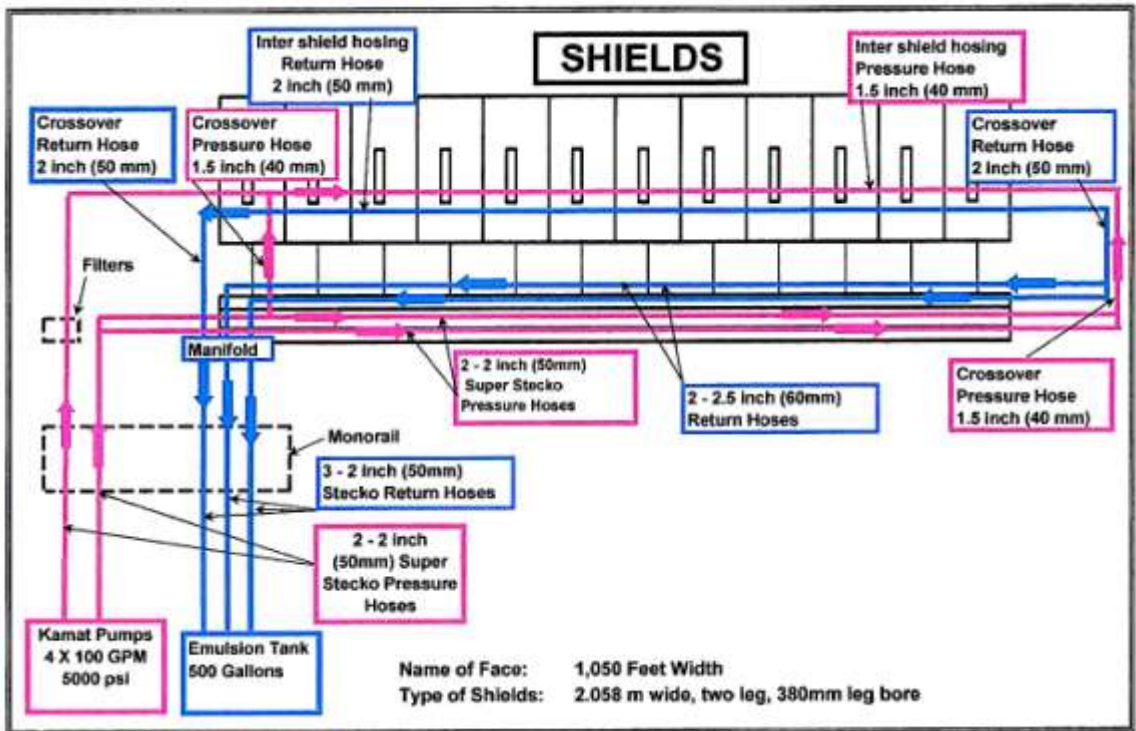 SHIELDS
Inter shield hosing
Return Hose
2 inch (50 mm)
Inter shield hosing
Pressure Hose
1.5 inch (40 mm)
Crossover
Return Hose
2 inch (50 mm)
Crossover
Pressure Hose
1.5 inch (40 mm)
Crossover
Return Hose
2 inch (50 mm)
Filters
Manifold
2 - 2 inch (50mm)
Super Stecko
Pressure Hoses
2 - 2.5 inch (60mm)
Return Hoses
Crossover
Pressure Hose
1.5 inch (40 mm)
Monorail
3 - 2 inch (50mm)
Stecko Return Hoses
2 - 2 inch
(50mm) Super
Stecko Pressure
Hoses
Kamat Pumps
4 X 100 GPM
5000 psi
Emulsion Tank
500 Gallons
Name of Face: 1,050 Feet Width
Type of Shields: 2.058 m wide, two leg, 380mm leg bore